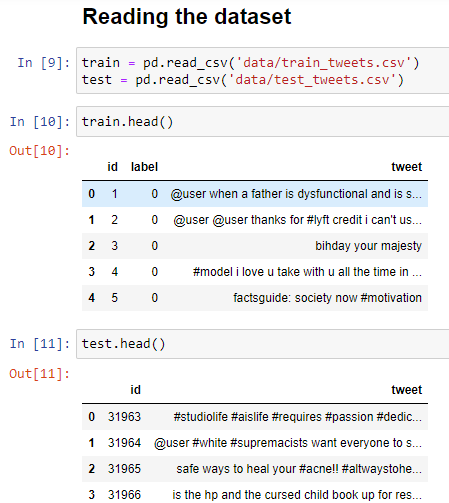 Reading the dataset
In [9]: train = pd.read_csv('data/train_tweets.csv')
test = pd.read_csv('data/test_tweets.csv')
In [10]: train.head()
Out[10]:
id label tweet
0 1 0 @user when a father is dysfunctional and is s...
1 2 0 @user @user thanks for #lyft credit i can't us...
2 3 0 bihday your majesty
3 4 0 #model i love u take with u all the time in ...
4 5 0 factsguide: society now #motivation
In [11]: test.head()
Out[11]:
id tweet
0 31963 #studiolife #aislife #requires #passion #dedic...
1 31964 @user #white #supremacists want everyone to s...
2 31965 safe ways to heal your #acne!! #altwaystohe...
3 31966 is the hp and the cursed child book up for res...